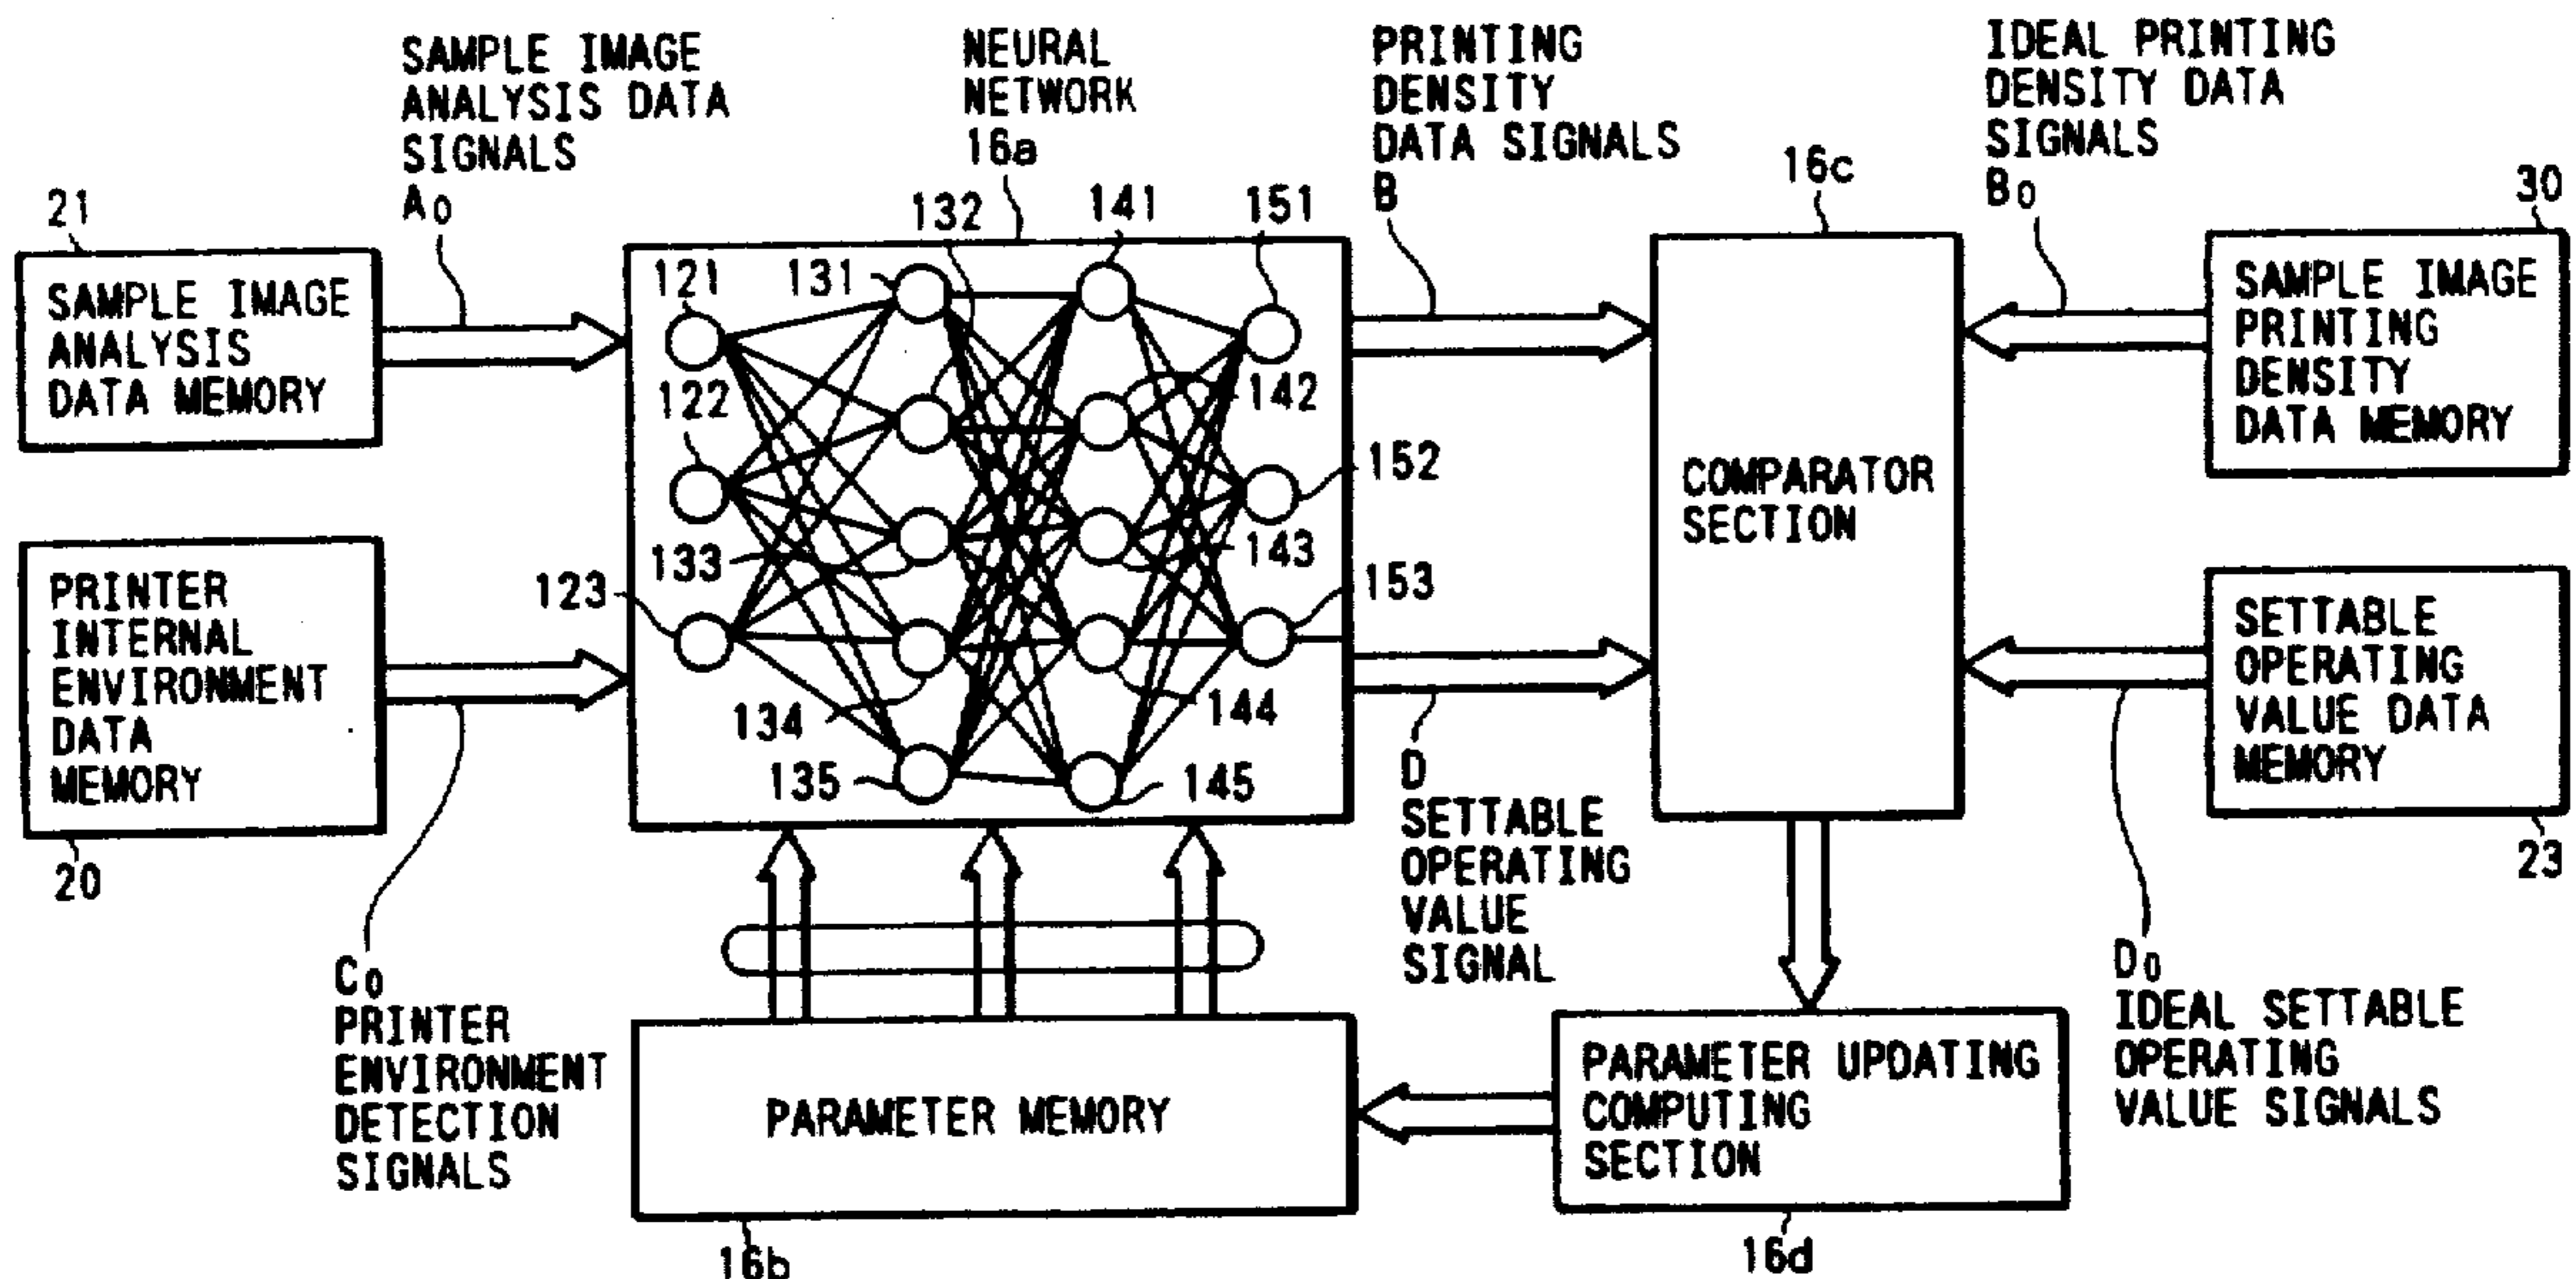 SAMPLE IMAGE
ANALYSIS DATA
SIGNALS
A0
NEURAL
NETWORK
16a
PRINTING
DENSITY
DATA SIGNALS
B
IDEAL PRINTING
DENSITY DATA
SIGNALS
B0
21
SAMPLE IMAGE
ANALYSIS
DATA MEMORY
121
122
123
131
132
133
134
135
141
142
143
144
145
151
152
153
16c
COMPARATOR
SECTION
30
SAMPLE IMAGE
PRINTING
DENSITY
DATA MEMORY
PRINTER
INTERNAL
ENVIRONMENT
DATA
MEMORY
20
C0
PRINTER
ENVIRONMENT
DETECTION
SIGNALS
D
SETTABLE
OPERATING
VALUE
SIGNAL
SETTABLE
OPERATING
VALUE DATA
MEMORY
23
D0
IDEAL SETTABLE
OPERATING
VALUE SIGNALS
PARAMETER MEMORY
16b
PARAMETER UPDATING
COMPUTING
SECTION
16d